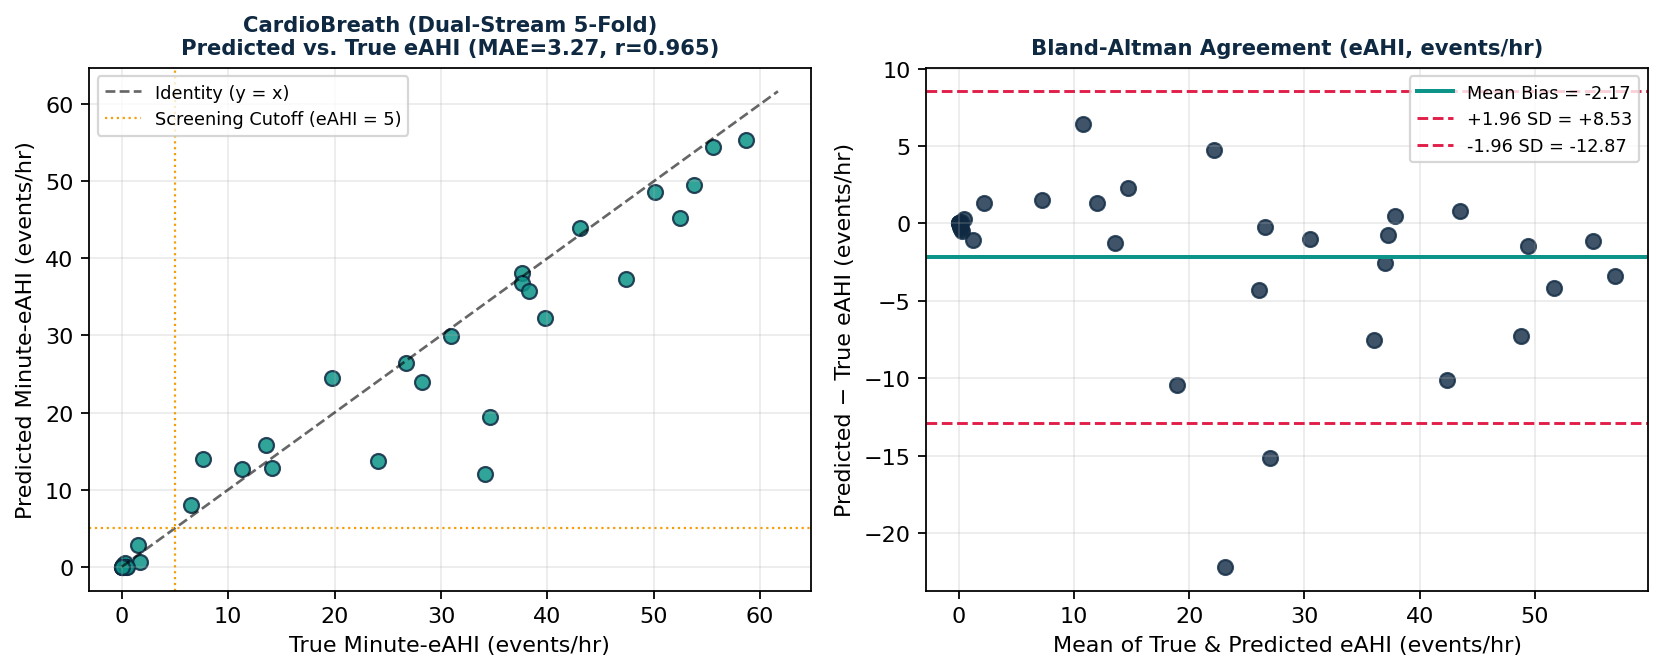 CardioBreath (Dual-Stream 5-Fold)
Predicted vs. True eAHI (MAE=3.27, r=0.965)
Identity (y = x)
Screening Cutoff (eAHI = 5)
Predicted Minute-eAHI (events/hr)
60
50
40
30
20
10
0
0 10 20 30 40 50 60
True Minute-eAHI (events/hr)
Bland-Altman Agreement (eAHI, events/hr)
Mean Bias = -2.17
+1.96 SD = +8.53
-1.96 SD = -12.87
Predicted − True eAHI (events/hr)
10
5
0
−5
−10
−15
−20
0 10 20 30 40 50
Mean of True & Predicted eAHI (events/hr)